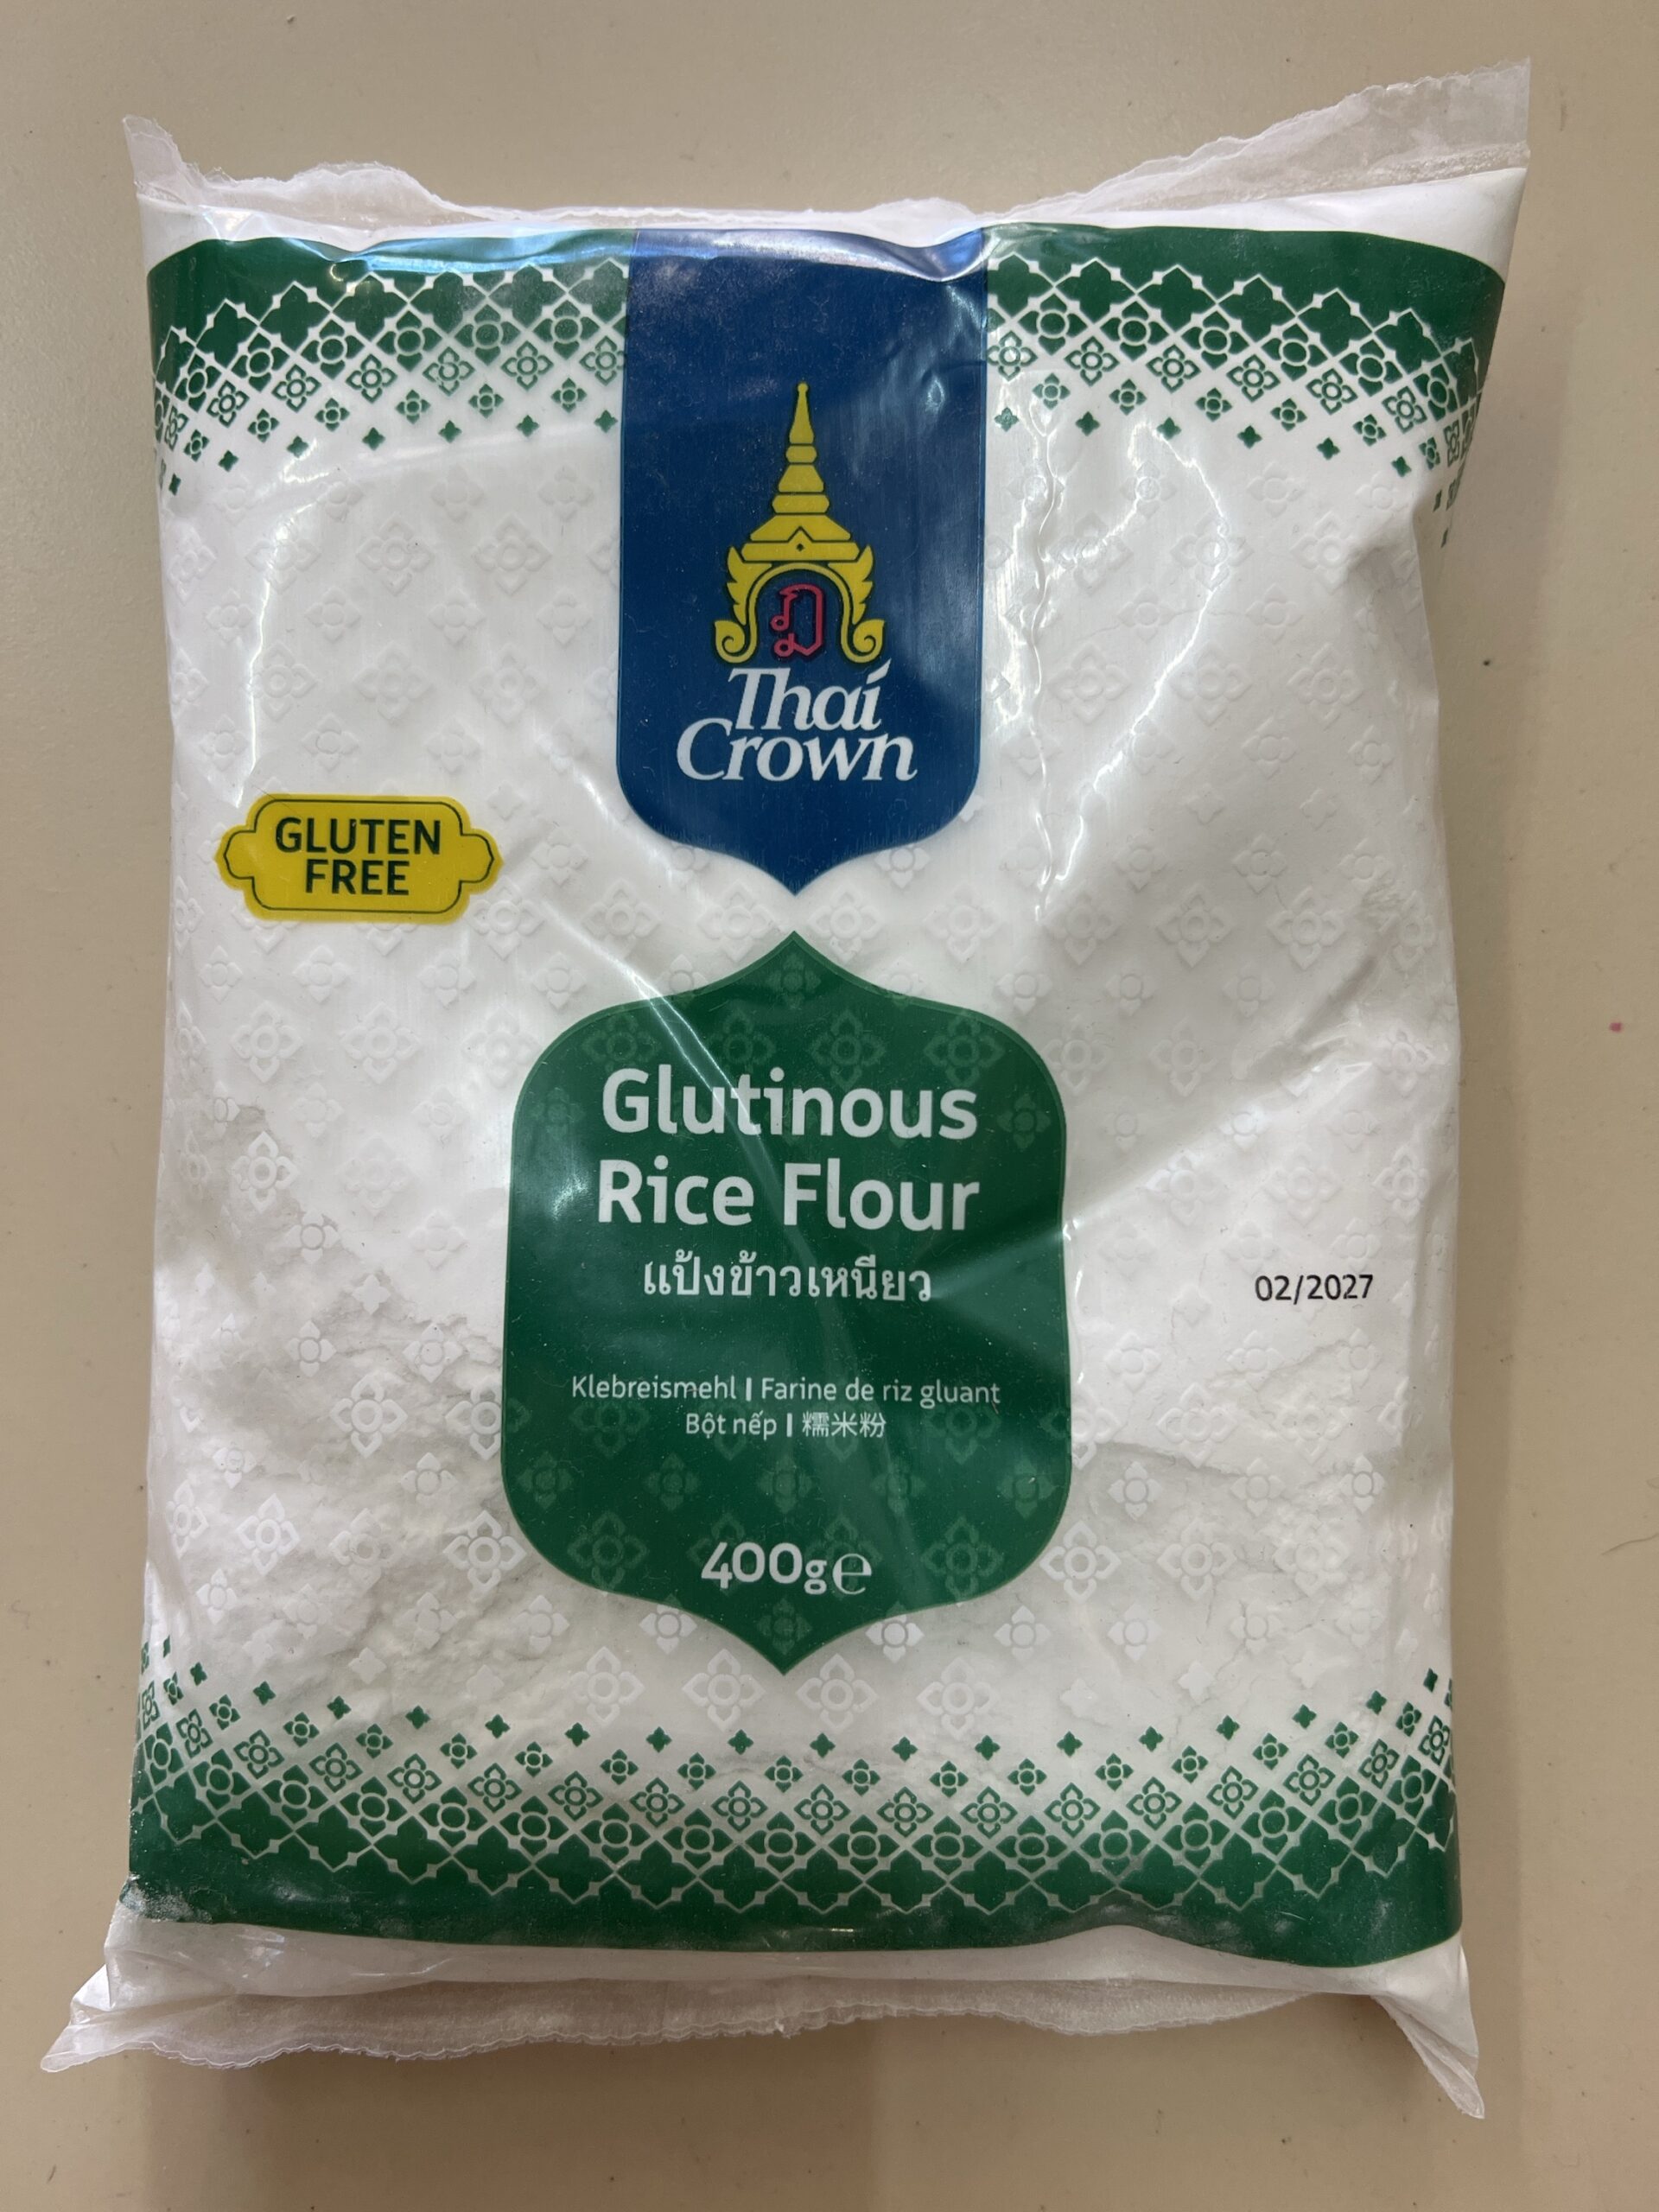 ภู
Thai
Crown
GLUTEN
FREE
Glutinous
Rice Flour
แป้งข้าวเหนียว
02/2027
Klebreismehl | Farine de riz gluant
Bột nếp | 糯米粉
400g℮